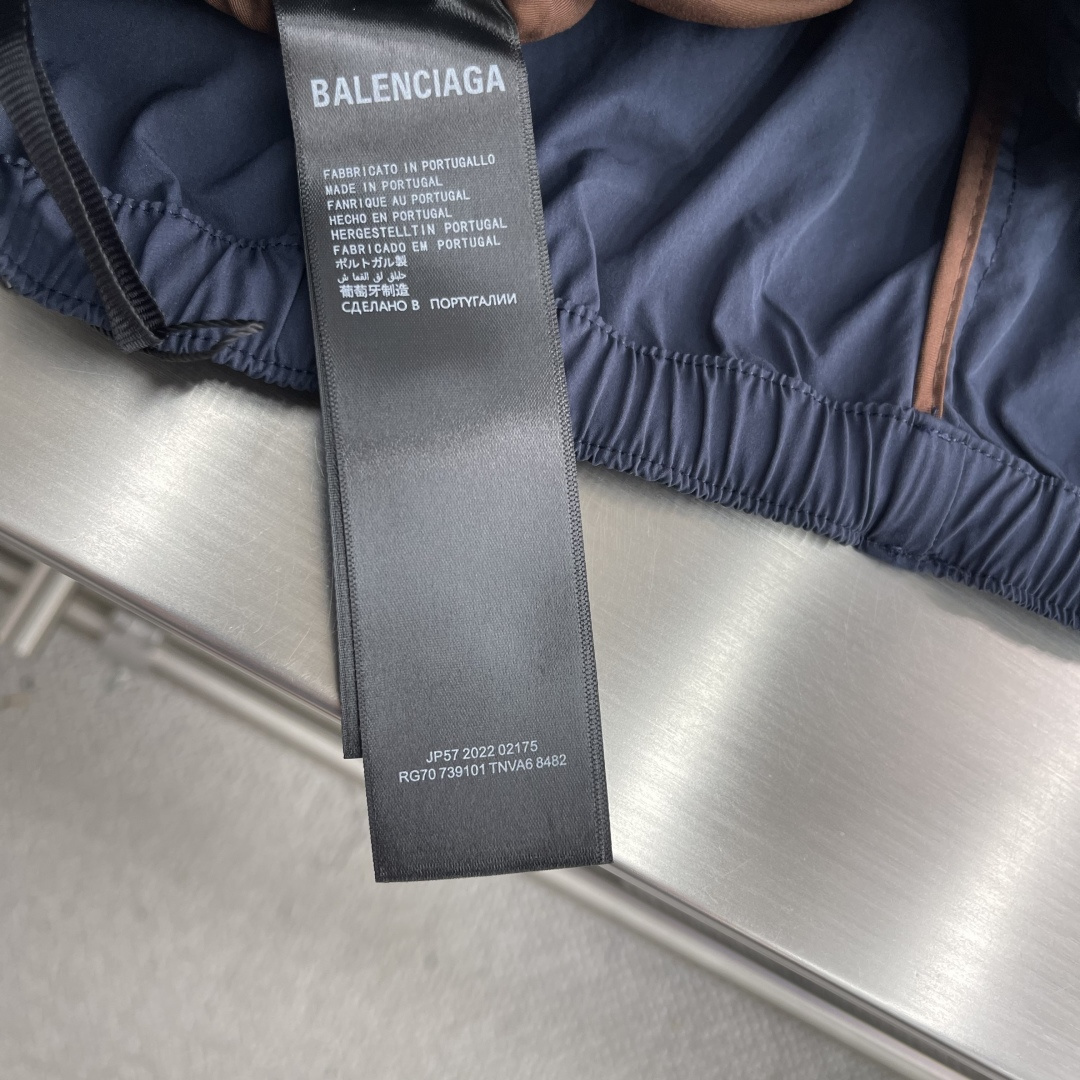 BALENCIAGA
FABBRICATO IN PORTUGALLO
MADE IN PORTUGAL
FANRIQUE AU PORTUGAL
HECHO EN PORTUGAL
HERGESTELLTIN PORTUGAL
FABRICADO EM PORTUGAL
ポルトガル製
葡萄牙制造
СДЕЛАНО В ПОРТУГАЛИИ
JP57 2022 02175
RG70 739101 TNVA6 8482